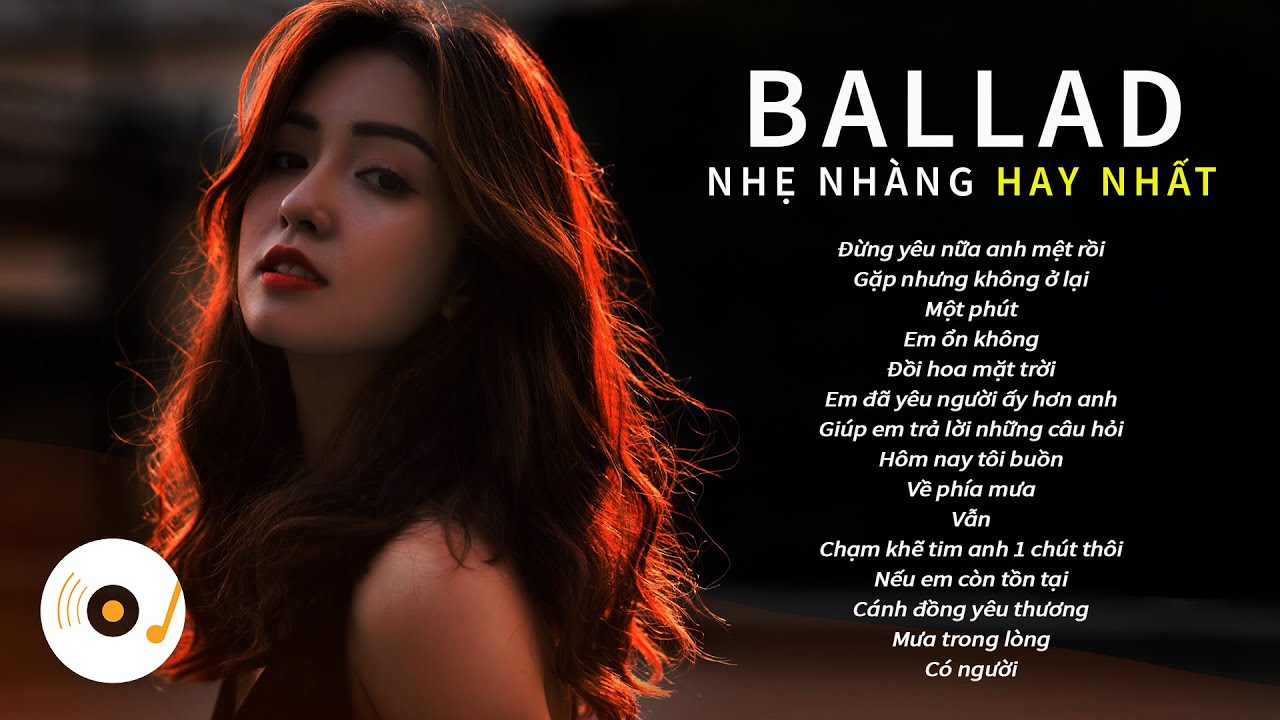 BALLAD
NHẸ NHÀNG HAY NHẤT
Đừng yêu nữa anh mệt rồi
Gặp nhưng không ở lại
Một phút
Em ổn không
Đồi hoa mặt trời
Em đã yêu người ấy hơn anh
Giúp em trả lời những câu hỏi
Hôm nay tôi buồn
Về phía mưa
Vẫn
Chạm khẽ tim anh 1 chút thôi
Nếu em còn tồn tại
Cánh đồng yêu thương
Mưa trong lòng
Có người